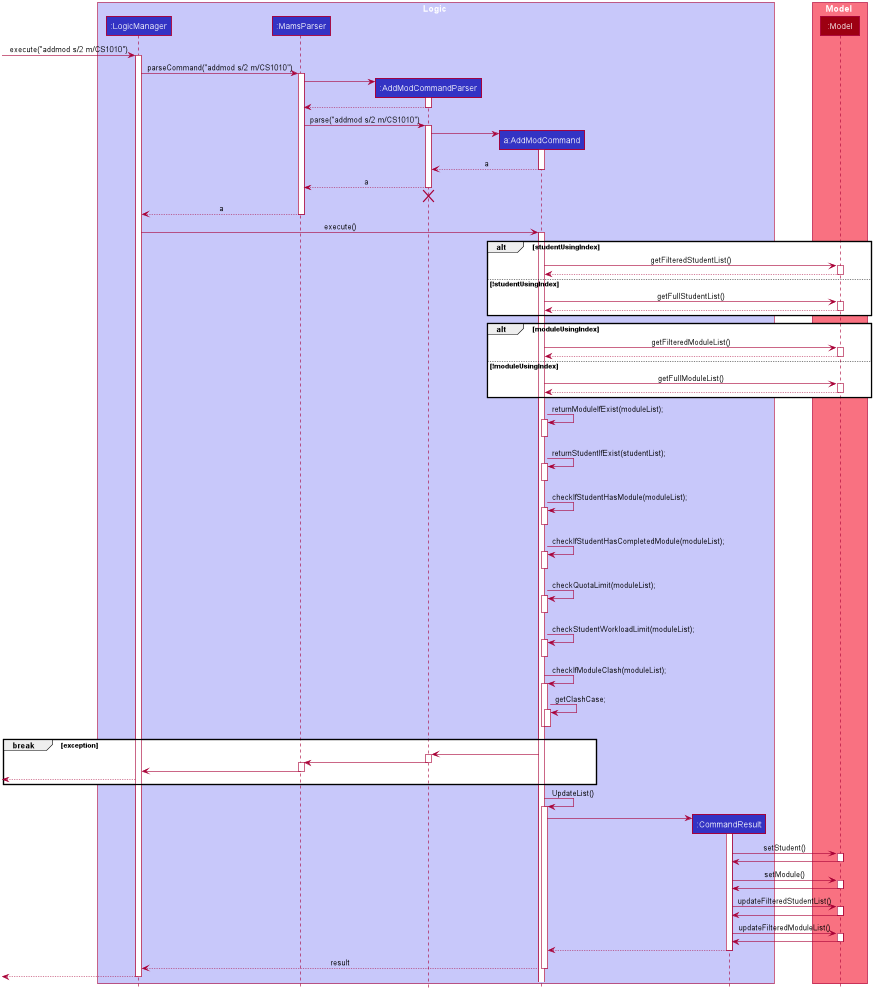 Logic
Model
:LogicManager
:MamsParser
:Model
execute("addmod s/2 m/CS1010")
parseCommand("addmod s/2 m/CS1010")
:AddModCommandParser
parse("addmod s/2 m/CS1010")
a:AddModCommand
a
a
a
execute()
alt [studentUsingIndex]
getFilteredStudentList()
[!studentUsingIndex]
getFullStudentList()
alt [moduleUsingIndex]
getFilteredModuleList()
[!moduleUsingIndex]
getFullModuleList()
returnModuleIfExist(moduleList);
returnStudentIfExist(studentList);
checkIfStudentHasModule(moduleList);
checkIfStudentHasCompletedModule(moduleList);
checkQuotaLimit(moduleList);
checkStudentWorkloadLimit(moduleList);
checkIfModuleClash(moduleList);
getClashCase;
break [exception]
UpdateList()
:CommandResult
setStudent()
setModule()
updateFilteredStudentList()
updateFilteredModuleList()
result